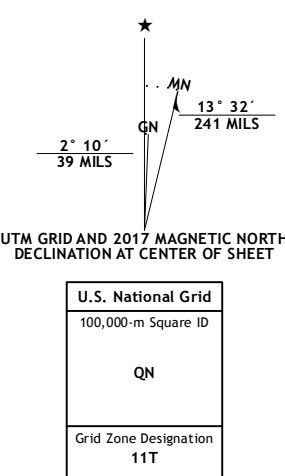 ★
MN
13° 32´
241 MILS
GN
2° 10´
39 MILS
UTM GRID AND 2017 MAGNETIC NORTH
DECLINATION AT CENTER OF SHEET
U.S. National Grid
100,000-m Square ID
QN
Grid Zone Designation
11T